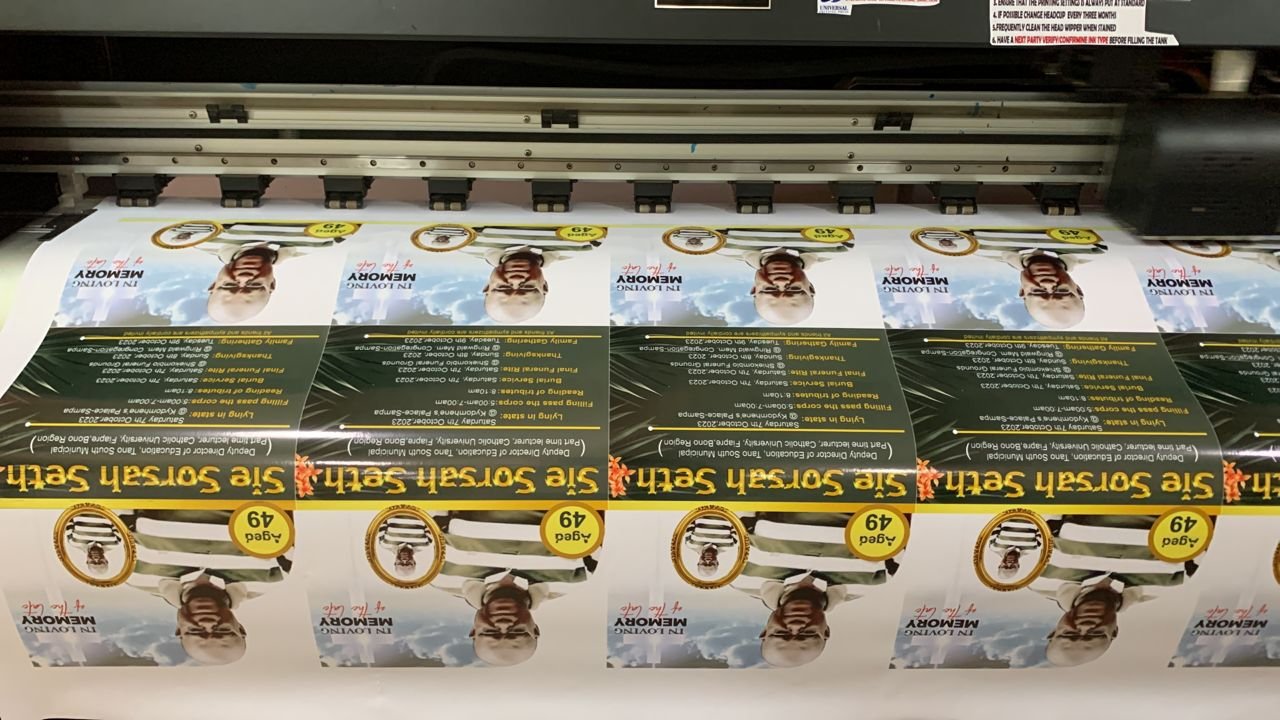 UNIVERSAL
3. ENSURE THAT THE PRINTING SETTINGS IS ALWAYS PUT AT STANDARD
4. IF POSSIBLE CHANGE HEADCUP EVERY THREE MONTHS
5.FREQUENTLY CLEAN THE HEAD WIPPER WHEN STAINED
6. HAVE A NEXT PARTY VERIFY/CONFIRMINE INK TYPE BEFORE FILLING THE TANK
IN LOVING
MEMORY
of The Late
Aged
49
Sie Sorsah Seth
(Deputy Director of Education, Tano South Municipal
Part time lecturer, Catholic University, Fiapre,Bono Region)
Lying in state: Saturday 7th October,2023
@ Kydomhene's Palace-Sampa
Filling pass the corps:5:00am-7:00am
Reading of tributes: 8:10am
Burial Service: Saturday, 7th October,2023
Final Funeral Rite: Saturday 7th October,2023
@ Shiakombio Funeral Grounds
Thanksgiving: Sunday 8th October,2023
@ Ringwald Mem. Congregation-Sampa
Family Gathering: Tuesday 9th October,2023
All friends and sympathizers are cordially invited